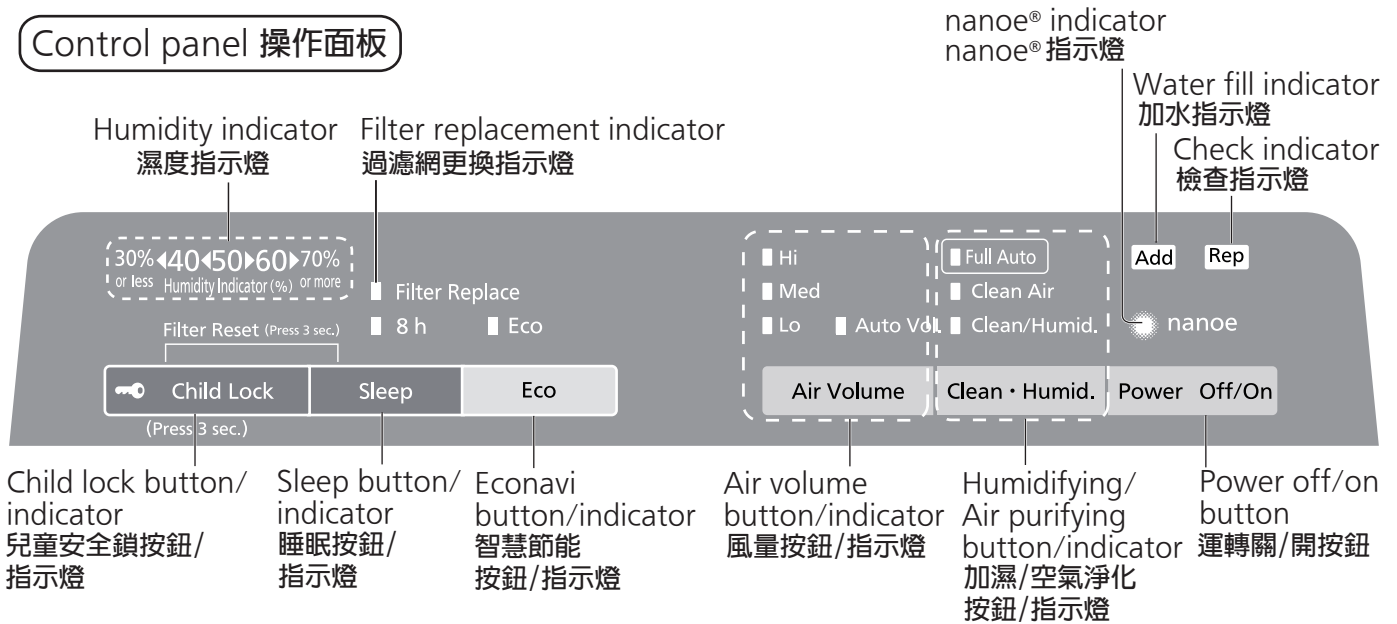 Control panel 操作面板
nanoe® indicator
nanoe® 指示燈
Water fill indicator
加水指示燈
Humidity indicator
濕度指示燈
Filter replacement indicator
過濾網更換指示燈
Check indicator
檢查指示燈
30% 40 50 60 70%
or less Humidity Indicator (%) or more
Filter Replace
Filter Reset (Press 3 sec.)
8 h
Eco
Hi
Med
Lo
Auto Vol.
Full Auto
Clean Air
Clean/Humid.
Add
Rep
nanoe
Child Lock
Sleep
Eco
Air Volume
Clean・Humid.
Power Off/On
(Press 3 sec.)
Child lock button/
indicator
兒童安全鎖按鈕/
指示燈
Sleep button/
indicator
睡眠按鈕/
指示燈
Econavi
button/indicator
智慧節能
按鈕/指示燈
Air volume
button/indicator
風量按鈕/指示燈
Humidifying/
Air purifying
button/indicator
加濕/空氣淨化
按鈕/指示燈
Power off/on
button
運轉關/開按鈕